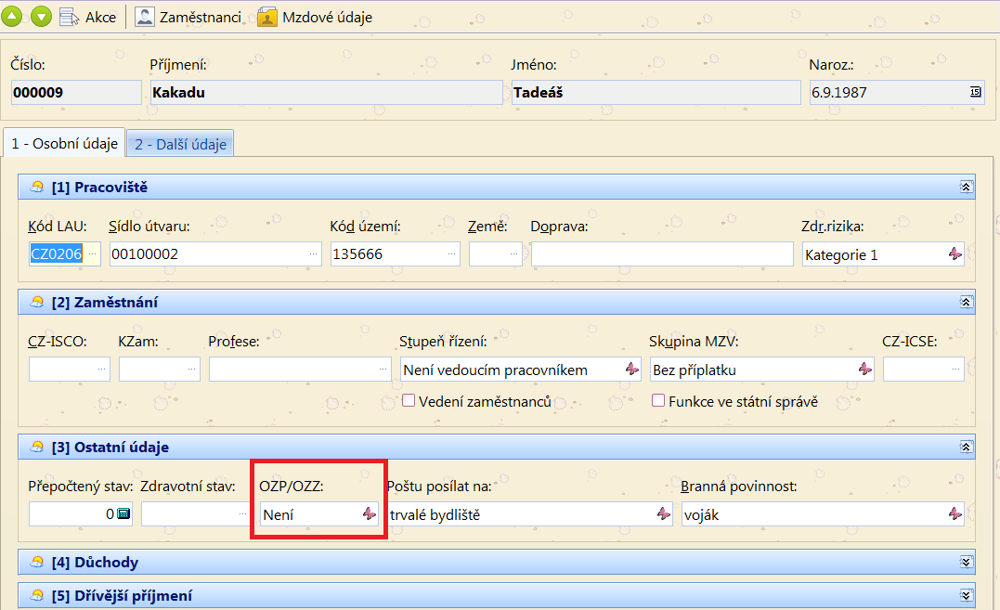 Akce Zaměstnanci Mzdové údaje
Číslo: Příjmení: Jméno: Naroz.:
000009 Kakadu Tadeáš 6.9.1987 15
1 - Osobní údaje 2 - Další údaje
[1] Pracoviště
Kód LAU: Sídlo útvaru: Kód území: Země: Doprava: Zdr.rizika:
CZ0206 ... 00100002 ... 135666 ... ... Kategorie 1
[2] Zaměstnání
CZ-ISCO: KZam: Profese: Stupeň řízení: Skupina MZV: CZ-ICSE:
... ... ... Není vedoucím pracovníkem Bez příplatku ...
Vedení zaměstnanců Funkce ve státní správě
[3] Ostatní údaje
Přepočtený stav: Zdravotní stav: OZP/OZZ: Poštu posílat na: Branná povinnost:
0 ... Není trvalé bydliště voják
[4] Důchody
[5] Dřívější příjmení